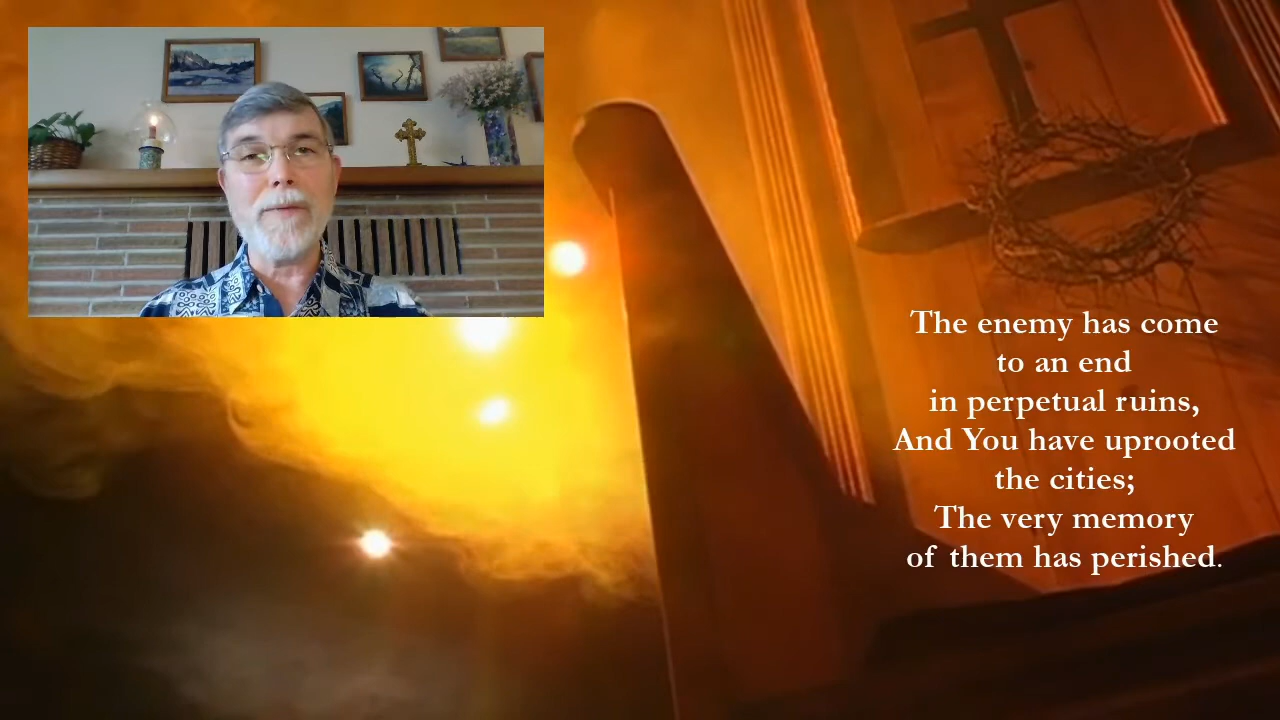 The enemy has come
to an end
in perpetual ruins,
And You have uprooted
the cities;
The very memory
of them has perished.